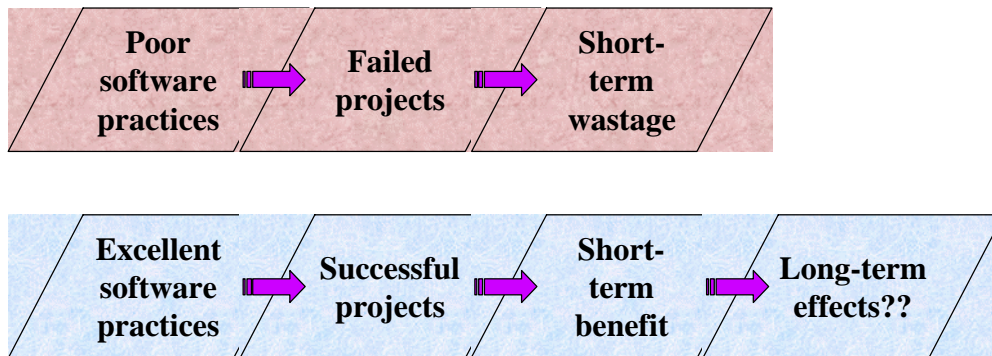 Poor
software
practices
Failed
projects
Short-
term
wastage
Excellent
software
practices
Successful
projects
Short-
term
benefit
Long-term
effects??